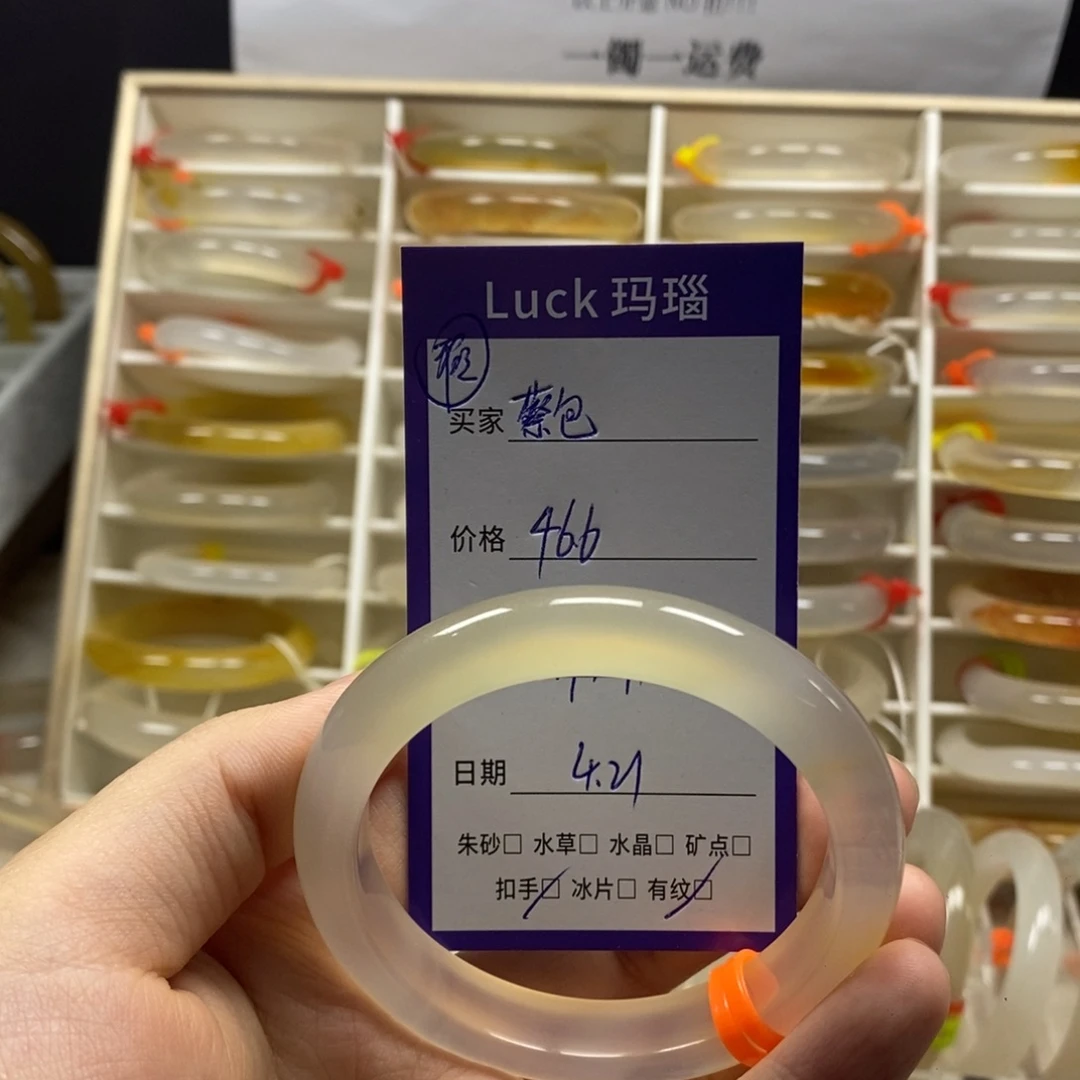 一镯一运费
Luck 玛瑙
买家 蔡包
价格 466
日期 4.21
朱砂□ 水草□ 水晶□ 矿点□
扣手□ 冰片□ 有纹□